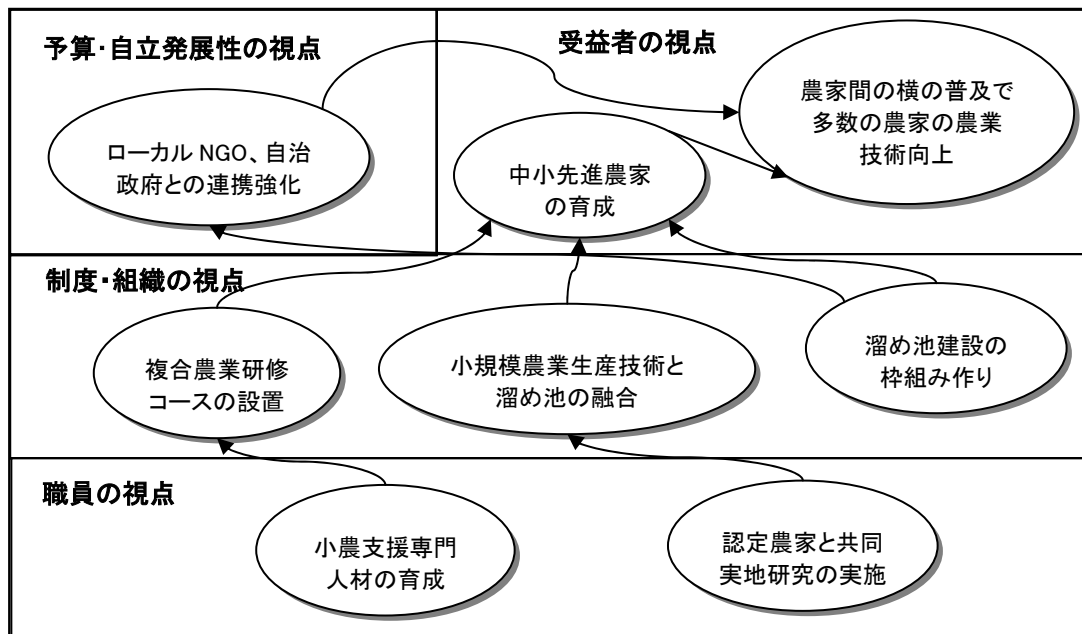 予算・自立発展性の視点
ローカル NGO、自治
政府との連携強化
受益者の視点
農家間の横の普及で
多数の農家の農業
技術向上
中小先進農家
の育成
制度・組織の視点
複合農業研修
コースの設置
小規模農業生産技術と
溜め池の融合
溜め池建設の
枠組み作り
職員の視点
小農支援専門
人材の育成
認定農家と共同
実地研究の実施